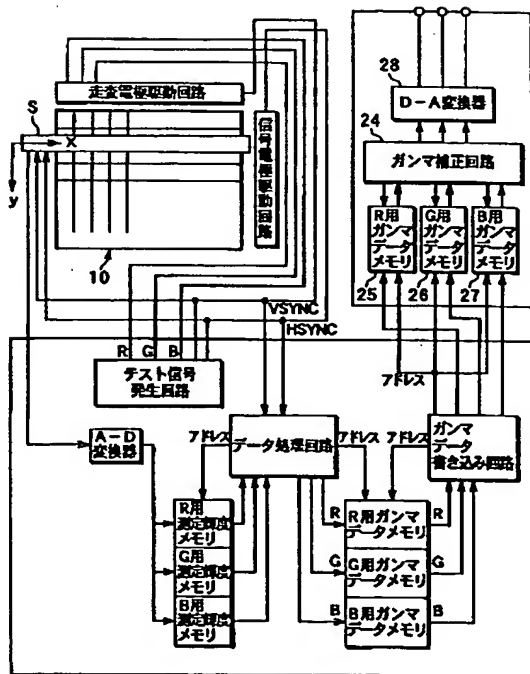 走査電極駆動回路
S
X
y
信号電極駆動回路
10
28
D-A変換器
24
ガンマ補正回路
R用
ガンマ
データ
メモリ
G用
ガンマ
データ
メモリ
B用
ガンマ
データ
メモリ
25
26
27
VSYNC
HSYNC
R G B
テスト信号
発生回路
アドレス
A-D
変換器
アドレス
データ処理回路
アドレス
アドレス
ガンマ
データ
書き込み回路
R用
測定輝度
メモリ
G用
測定輝度
メモリ
B用
測定輝度
メモリ
R
R用ガンマ
データメモリ
R
G
G用ガンマ
データメモリ
G
B
B用ガンマ
データメモリ
B